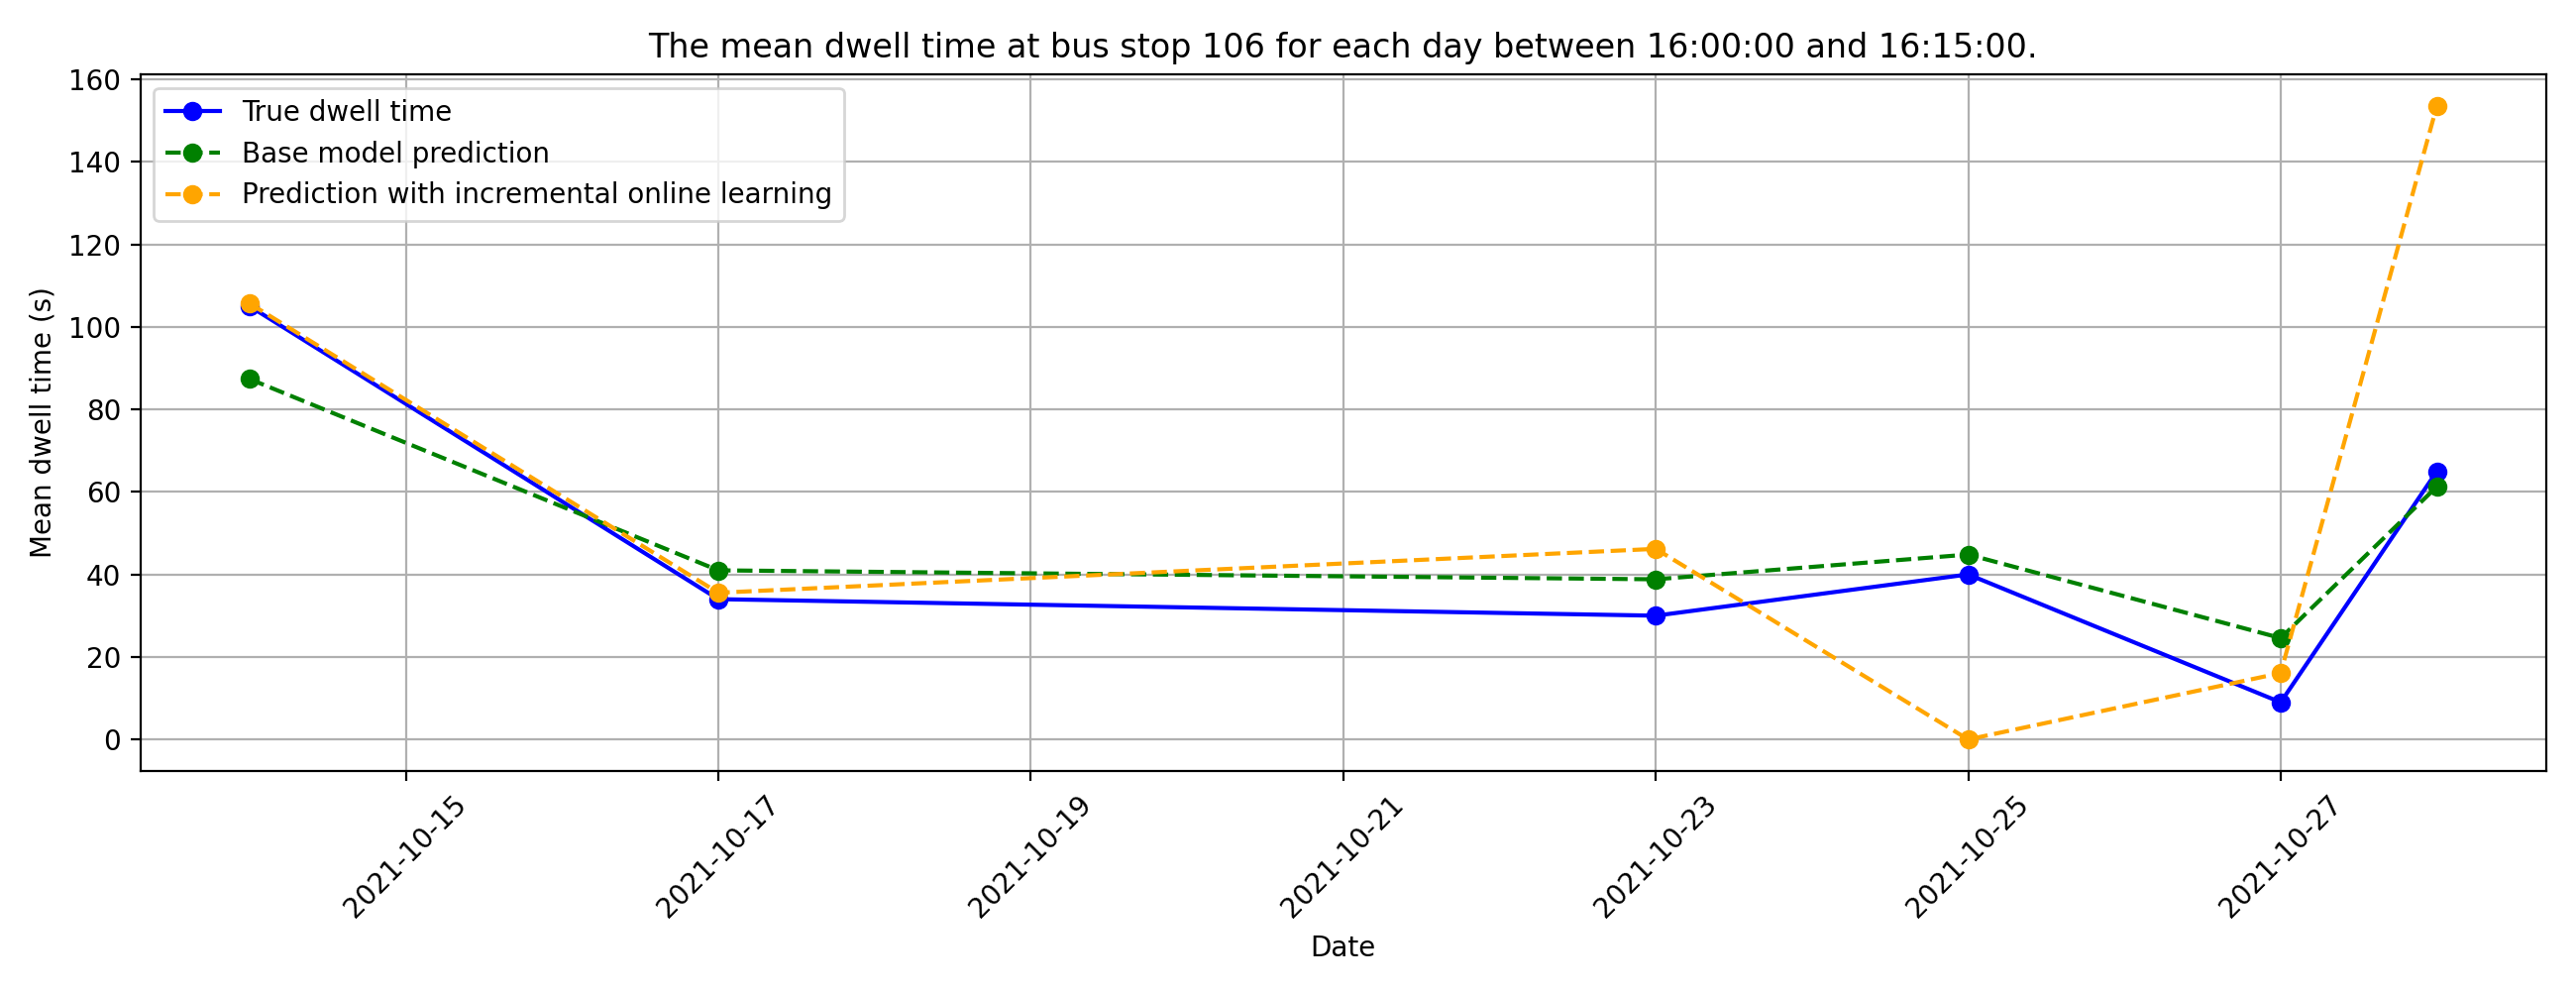 The mean dwell time at bus stop 106 for each day between 16:00:00 and 16:15:00.
160
140
120
100
80
60
40
20
0
Mean dwell time (s)
True dwell time
Base model prediction
Prediction with incremental online learning
2021-10-15
2021-10-17
2021-10-19
2021-10-21
2021-10-23
2021-10-25
2021-10-27
Date